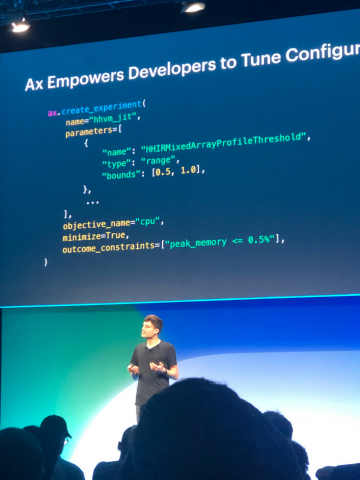 Ax Empowers Developers to Tune
ax.create_experiment(
name="hhvm_jit",
parameters=[
{
"name": "HHIRMixedArrayProfileThreshold",
"type": "range",
"bounds": [0.5, 1.0],
},
...
],
objective_name="cpu",
minimize=True,
outcome_constraints=["peak_memory <= 0.5%"],
)